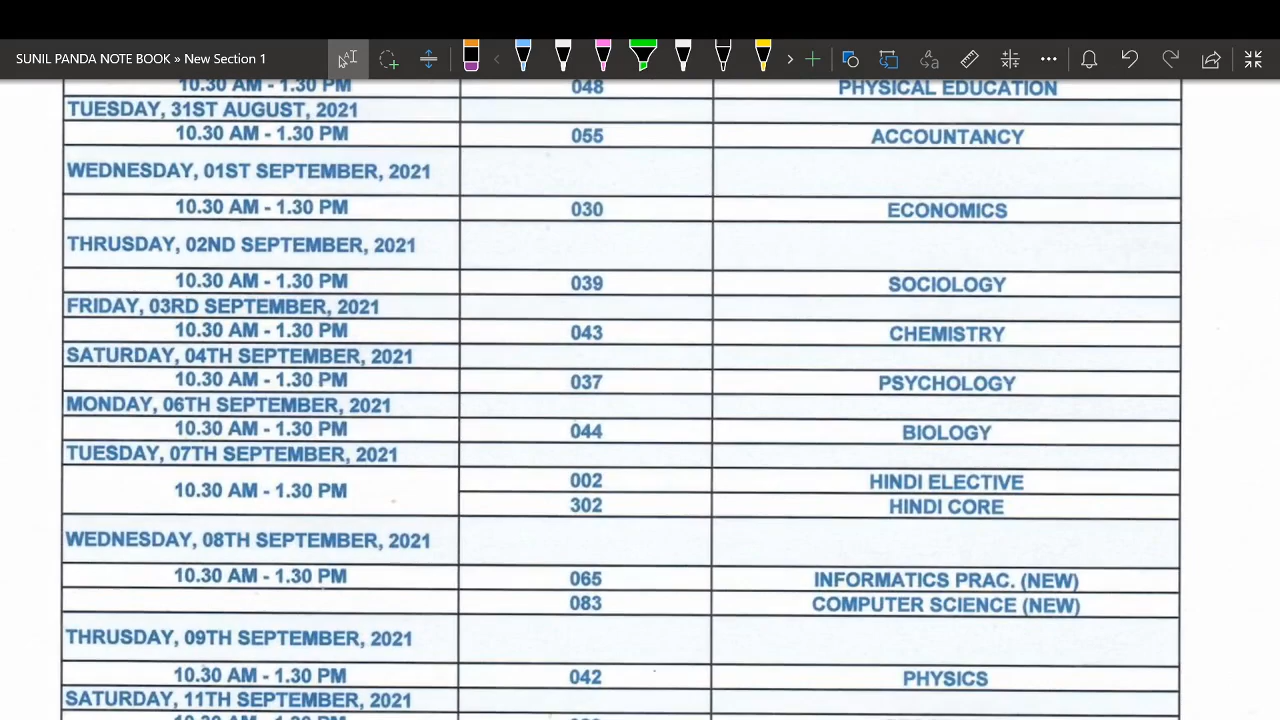 SUNIL PANDA NOTE BOOK » New Section 1
10.30 AM - 1.30 PM 048 PHYSICAL EDUCATION
TUESDAY, 31ST AUGUST, 2021
10.30 AM - 1.30 PM 055 ACCOUNTANCY
WEDNESDAY, 01ST SEPTEMBER, 2021
10.30 AM - 1.30 PM 030 ECONOMICS
THRUSDAY, 02ND SEPTEMBER, 2021
10.30 AM - 1.30 PM 039 SOCIOLOGY
FRIDAY, 03RD SEPTEMBER, 2021
10.30 AM - 1.30 PM 043 CHEMISTRY
SATURDAY, 04TH SEPTEMBER, 2021
10.30 AM - 1.30 PM 037 PSYCHOLOGY
MONDAY, 06TH SEPTEMBER, 2021
10.30 AM - 1.30 PM 044 BIOLOGY
TUESDAY, 07TH SEPTEMBER, 2021
10.30 AM - 1.30 PM 002 HINDI ELECTIVE
302 HINDI CORE
WEDNESDAY, 08TH SEPTEMBER, 2021
10.30 AM - 1.30 PM 065 INFORMATICS PRAC. (NEW)
083 COMPUTER SCIENCE (NEW)
THRUSDAY, 09TH SEPTEMBER, 2021
10.30 AM - 1.30 PM 042 PHYSICS
SATURDAY, 11TH SEPTEMBER, 2021